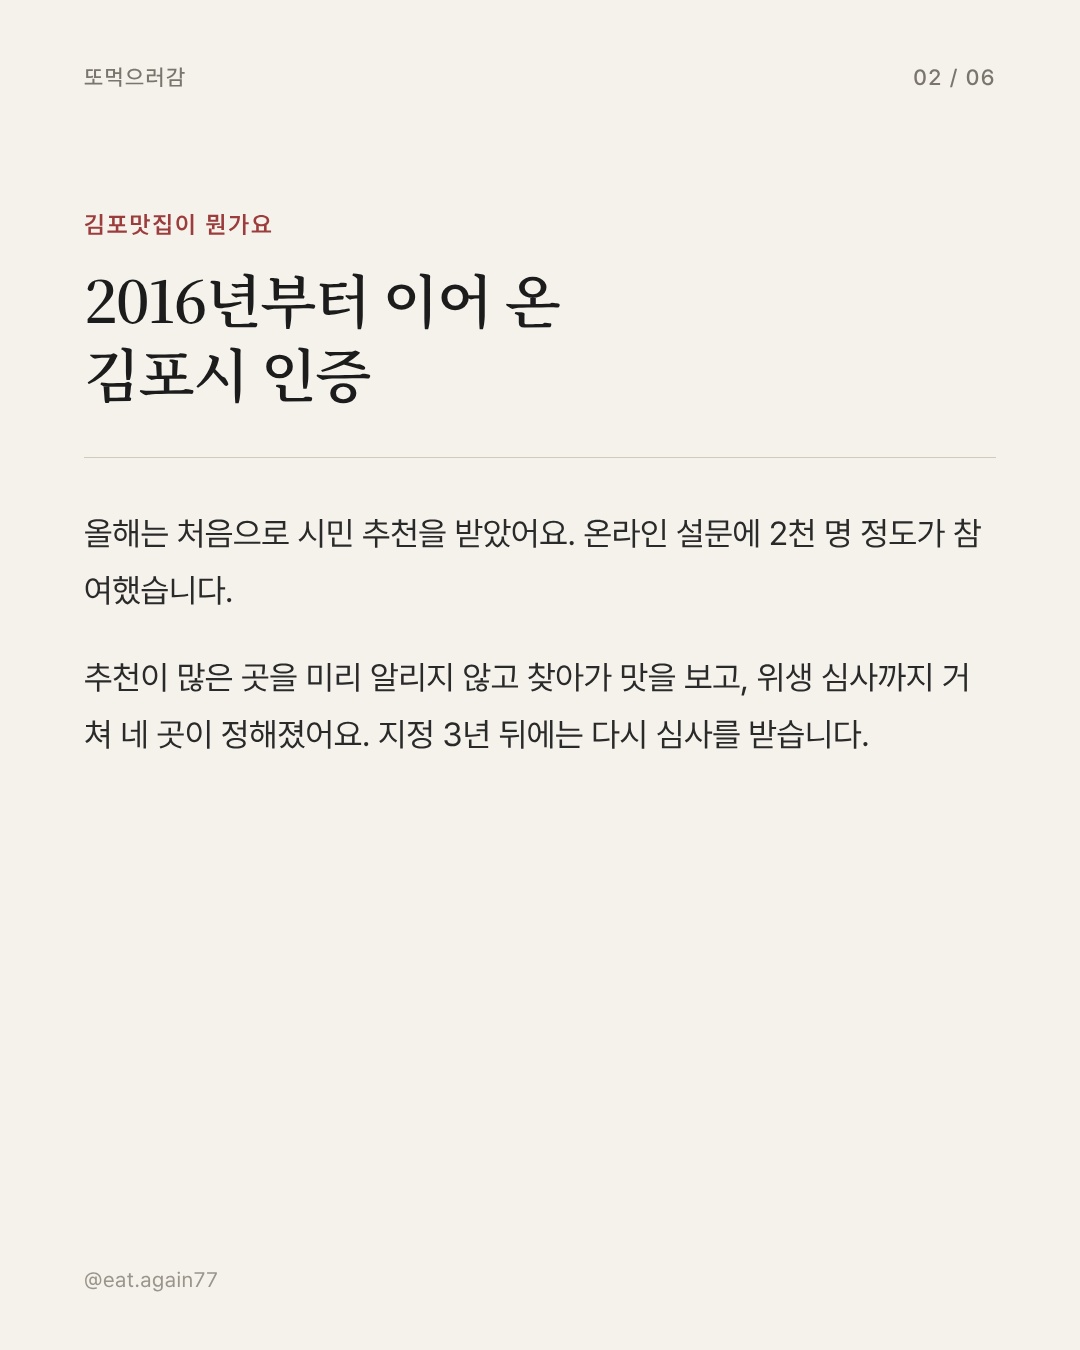 또먹으러감
02 / 06
김포맛집이 뭔가요
2016년부터 이어 온
김포시 인증
올해는 처음으로 시민 추천을 받았어요. 온라인 설문에 2천 명 정도가 참
여했습니다.
추천이 많은 곳을 미리 알리지 않고 찾아가 맛을 보고, 위생 심사까지 거
쳐 네 곳이 정해졌어요. 지정 3년 뒤에는 다시 심사를 받습니다.
@eat.again77